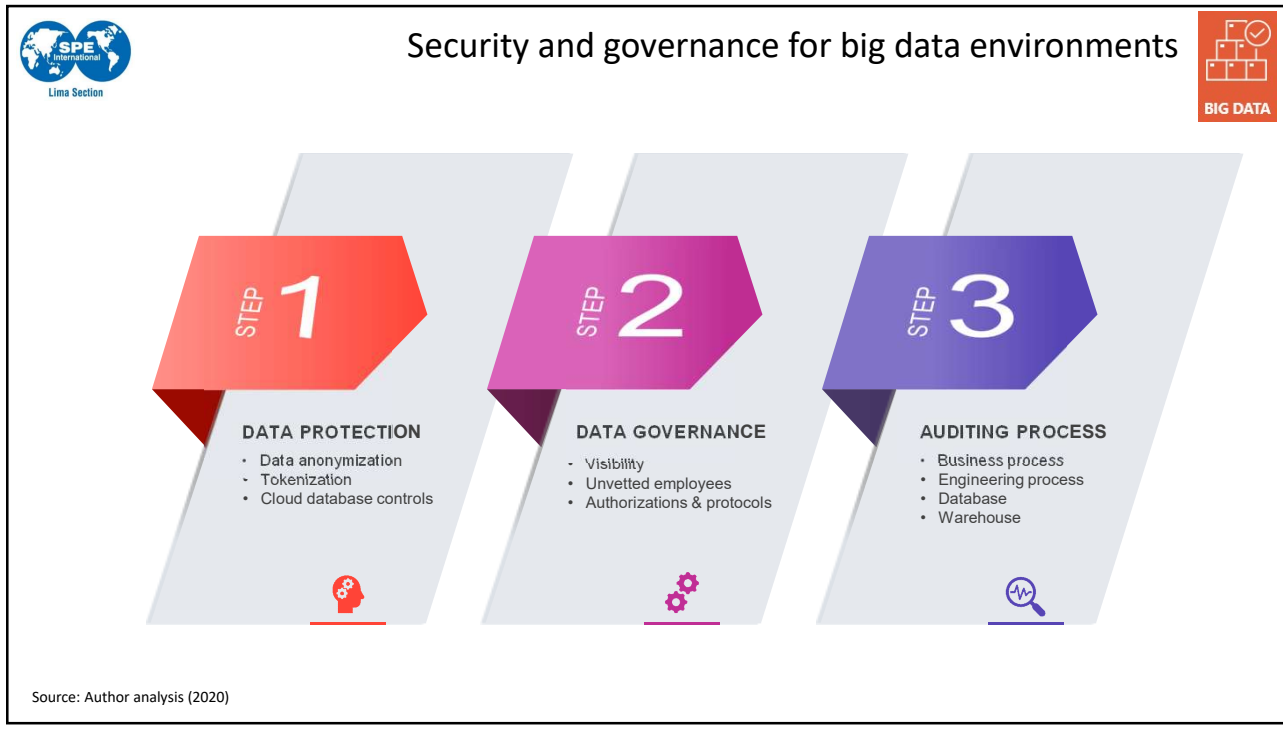 SPE
International
Lima Section
Security and governance for big data environments
BIG DATA
STEP 1
STEP 2
STEP 3
DATA PROTECTION
• Data anonymization
• Tokenization
• Cloud database controls
DATA GOVERNANCE
• Visibility
• Unvetted employees
• Authorizations & protocols
AUDITING PROCESS
• Business process
• Engineering process
• Database
• Warehouse
Source: Author analysis (2020)